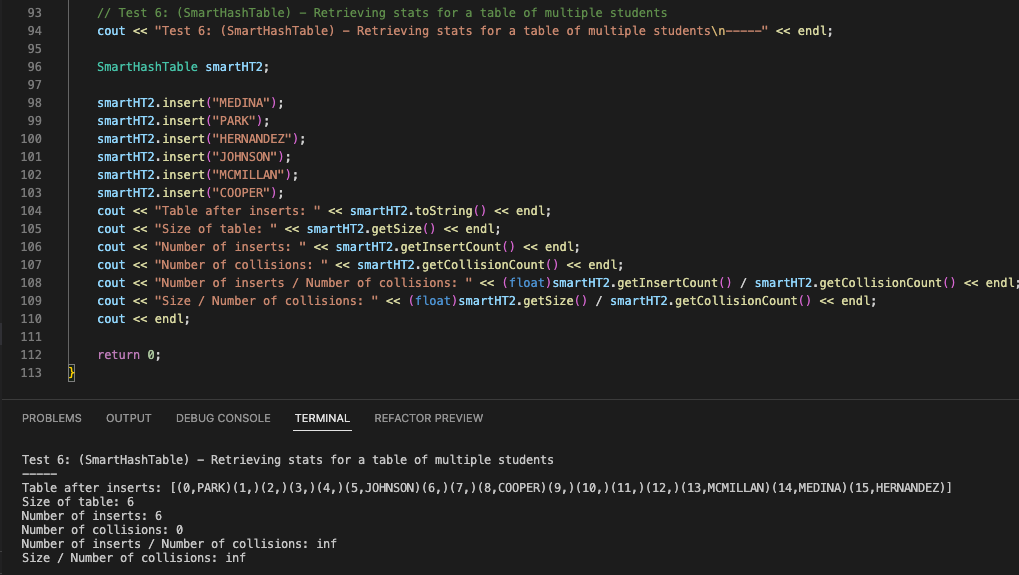 93 // Test 6: (SmartHashTable) – Retrieving stats for a table of multiple students
94 cout << "Test 6: (SmartHashTable) – Retrieving stats for a table of multiple students\n-----" << endl;
95
96 SmartHashTable smartHT2;
97
98 smartHT2.insert("MEDINA");
99 smartHT2.insert("PARK");
100 smartHT2.insert("HERNANDEZ");
101 smartHT2.insert("JOHNSON");
102 smartHT2.insert("MCMILLAN");
103 smartHT2.insert("COOPER");
104 cout << "Table after inserts: " << smartHT2.toString() << endl;
105 cout << "Size of table: " << smartHT2.getSize() << endl;
106 cout << "Number of inserts: " << smartHT2.getInsertCount() << endl;
107 cout << "Number of collisions: " << smartHT2.getCollisionCount() << endl;
108 cout << "Number of inserts / Number of collisions: " << (float)smartHT2.getInsertCount() / smartHT2.getCollisionCount() << endl;
109 cout << "Size / Number of collisions: " << (float)smartHT2.getSize() / smartHT2.getCollisionCount() << endl;
110 cout << endl;
111
112 return 0;
113 }
PROBLEMS OUTPUT DEBUG CONSOLE TERMINAL REFACTOR PREVIEW
Test 6: (SmartHashTable) – Retrieving stats for a table of multiple students
-----
Table after inserts: [(0,PARK)(1,)(2,)(3,)(4,)(5,JOHNSON)(6,)(7,)(8,COOPER)(9,)(10,)(11,)(12,)(13,MCMILLAN)(14,MEDINA)(15,HERNANDEZ)]
Size of table: 6
Number of inserts: 6
Number of collisions: 0
Number of inserts / Number of collisions: inf
Size / Number of collisions: inf